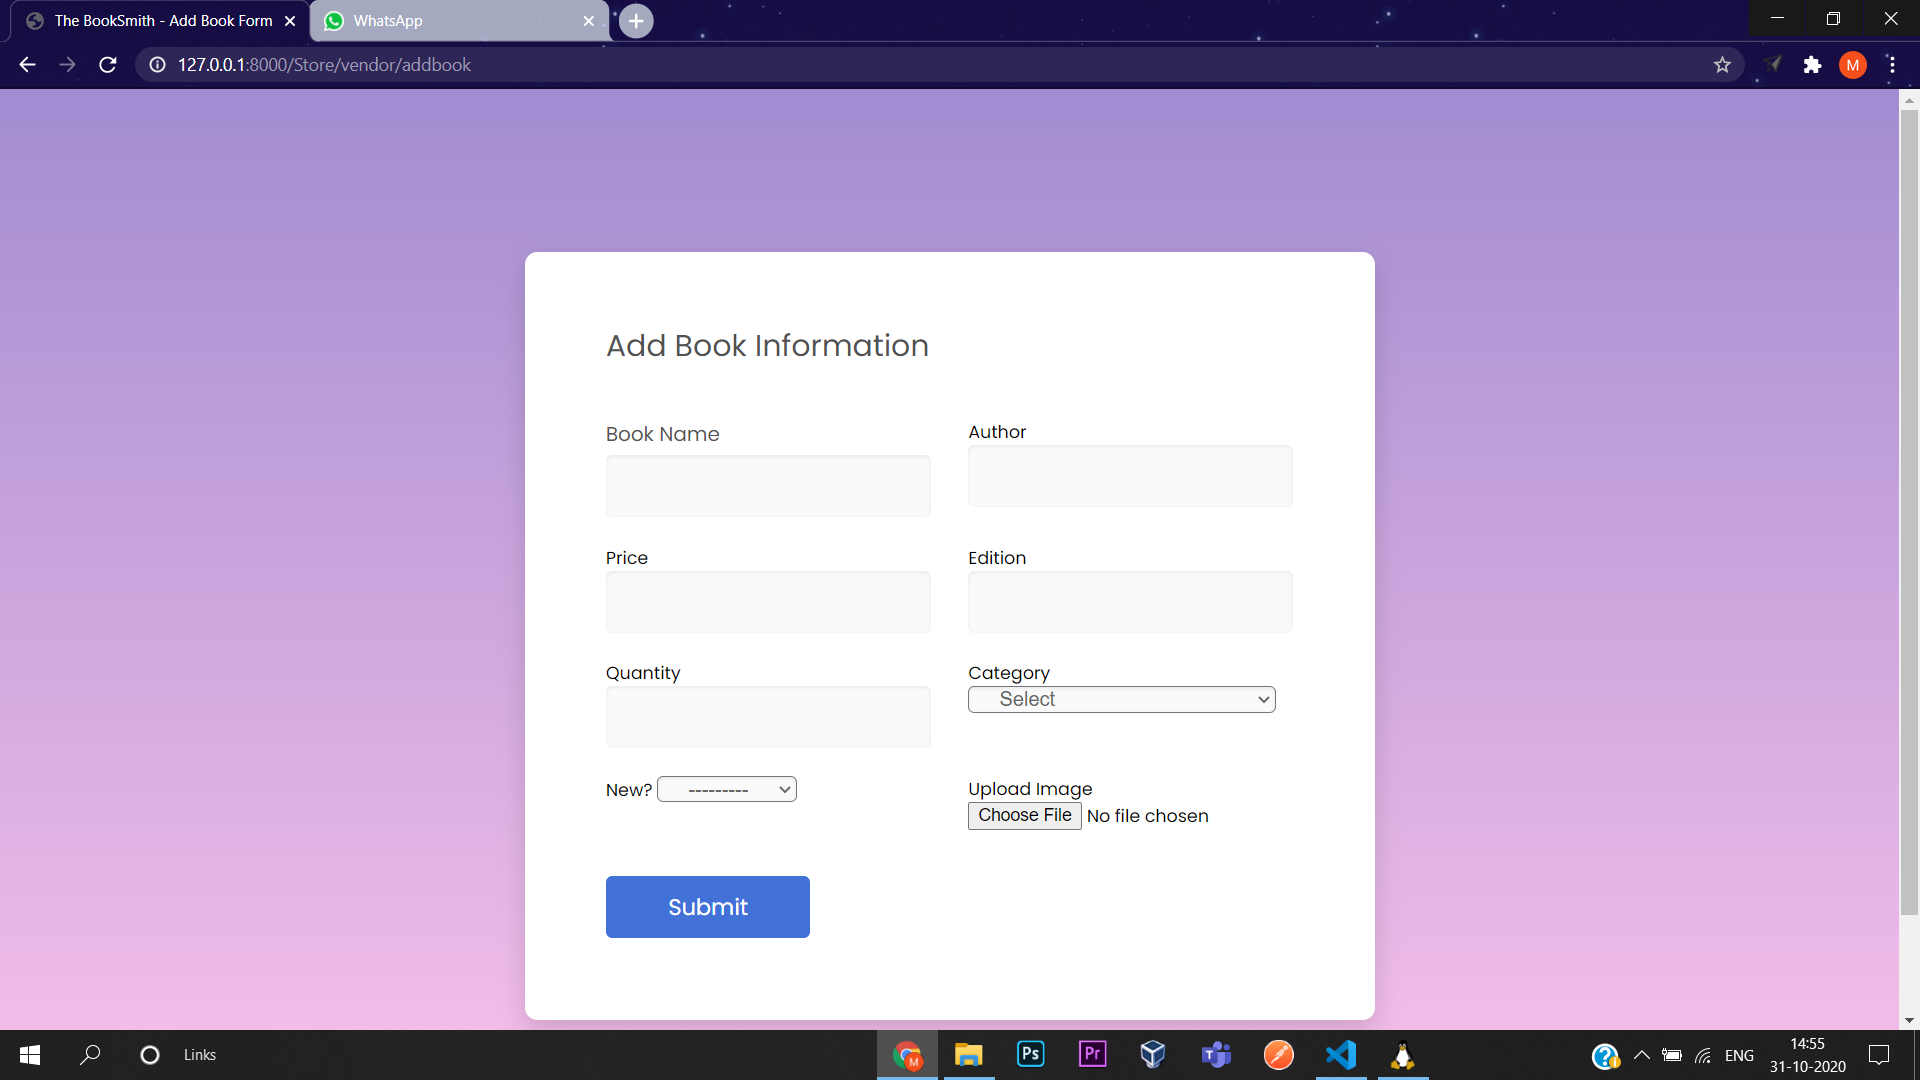 The BookSmith - Add Book Form
WhatsApp
127.0.0.1:8000/Store/vendor/addbook
M
Add Book Information
Book Name
Author
Price
Edition
Quantity
Category
Select
New? ---------
Upload Image
Choose File No file chosen
Submit
Links
M
Ps
Pr
T
ENG
14:55
31-10-2020